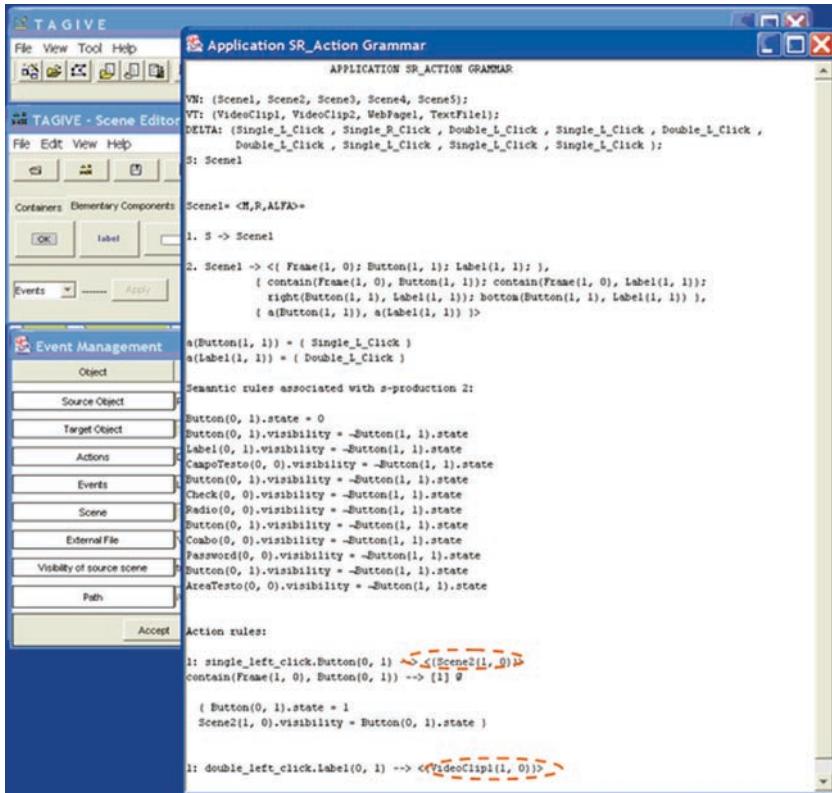 TAGIVE
File View Tool Help
TAGIVE - Scene Editor
File Edit View Help
Containers Elementary Components
OK label
Events ------ Apply
Event Management
Object
Source Object
Target Object
Actions
Events
Scene
External File
Visibility of source scene
Path
Accept
Application SR_Action Grammar
APPLICATION SR_ACTION GRAMMAR
VN: (Scene1, Scene2, Scene3, Scene4, Scene5);
VT: (VideoClip1, VideoClip2, WebPage1, TextFile1);
DELTA: (Single_L_Click , Single_R_Click , Double_L_Click , Single_L_Click , Double_L_Click ,
Double_L_Click , Single_L_Click , Single_L_Click , Single_L_Click );
S: Scene1
Scene1= <M,R,ALFA>=
1. S -> Scene1
2. Scene1 -> <( Frame(1, 0); Button(1, 1); Label(1, 1); ),
( contain(Frame(1, 0), Button(1, 1)); contain(Frame(1, 0), Label(1, 1));
right(Button(1, 1), Label(1, 1)); bottom(Button(1, 1), Label(1, 1)) ),
( a(Button(1, 1)), a(Label(1, 1)) )>
a(Button(1, 1)) = ( Single_L_Click )
a(Label(1, 1)) = ( Double_L_Click )
Semantic rules associated with s-production 2:
Button(0, 1).state = 0
Button(0, 1).visibility = ¬Button(1, 1).state
Label(0, 1).visibility = ¬Button(1, 1).state
CampoTesto(0, 0).visibility = ¬Button(1, 1).state
Button(0, 1).visibility = ¬Button(1, 1).state
Check(0, 0).visibility = ¬Button(1, 1).state
Radio(0, 0).visibility = ¬Button(1, 1).state
Button(0, 1).visibility = ¬Button(1, 1).state
Combo(0, 0).visibility = ¬Button(1, 1).state
Password(0, 0).visibility = ¬Button(1, 1).state
Button(0, 1).visibility = ¬Button(1, 1).state
AreaTesto(0, 0).visibility = ¬Button(1, 1).state
Action rules:
1: single_left_click.Button(0, 1) --> <(Scene2(1, 0))>
contain(Frame(1, 0), Button(0, 1)) --> [1] Ø
( Button(0, 1).state = 1
Scene2(1, 0).visibility = Button(0, 1).state )
1: double_left_click.Label(0, 1) --> <(VideoClip1(1, 0))>